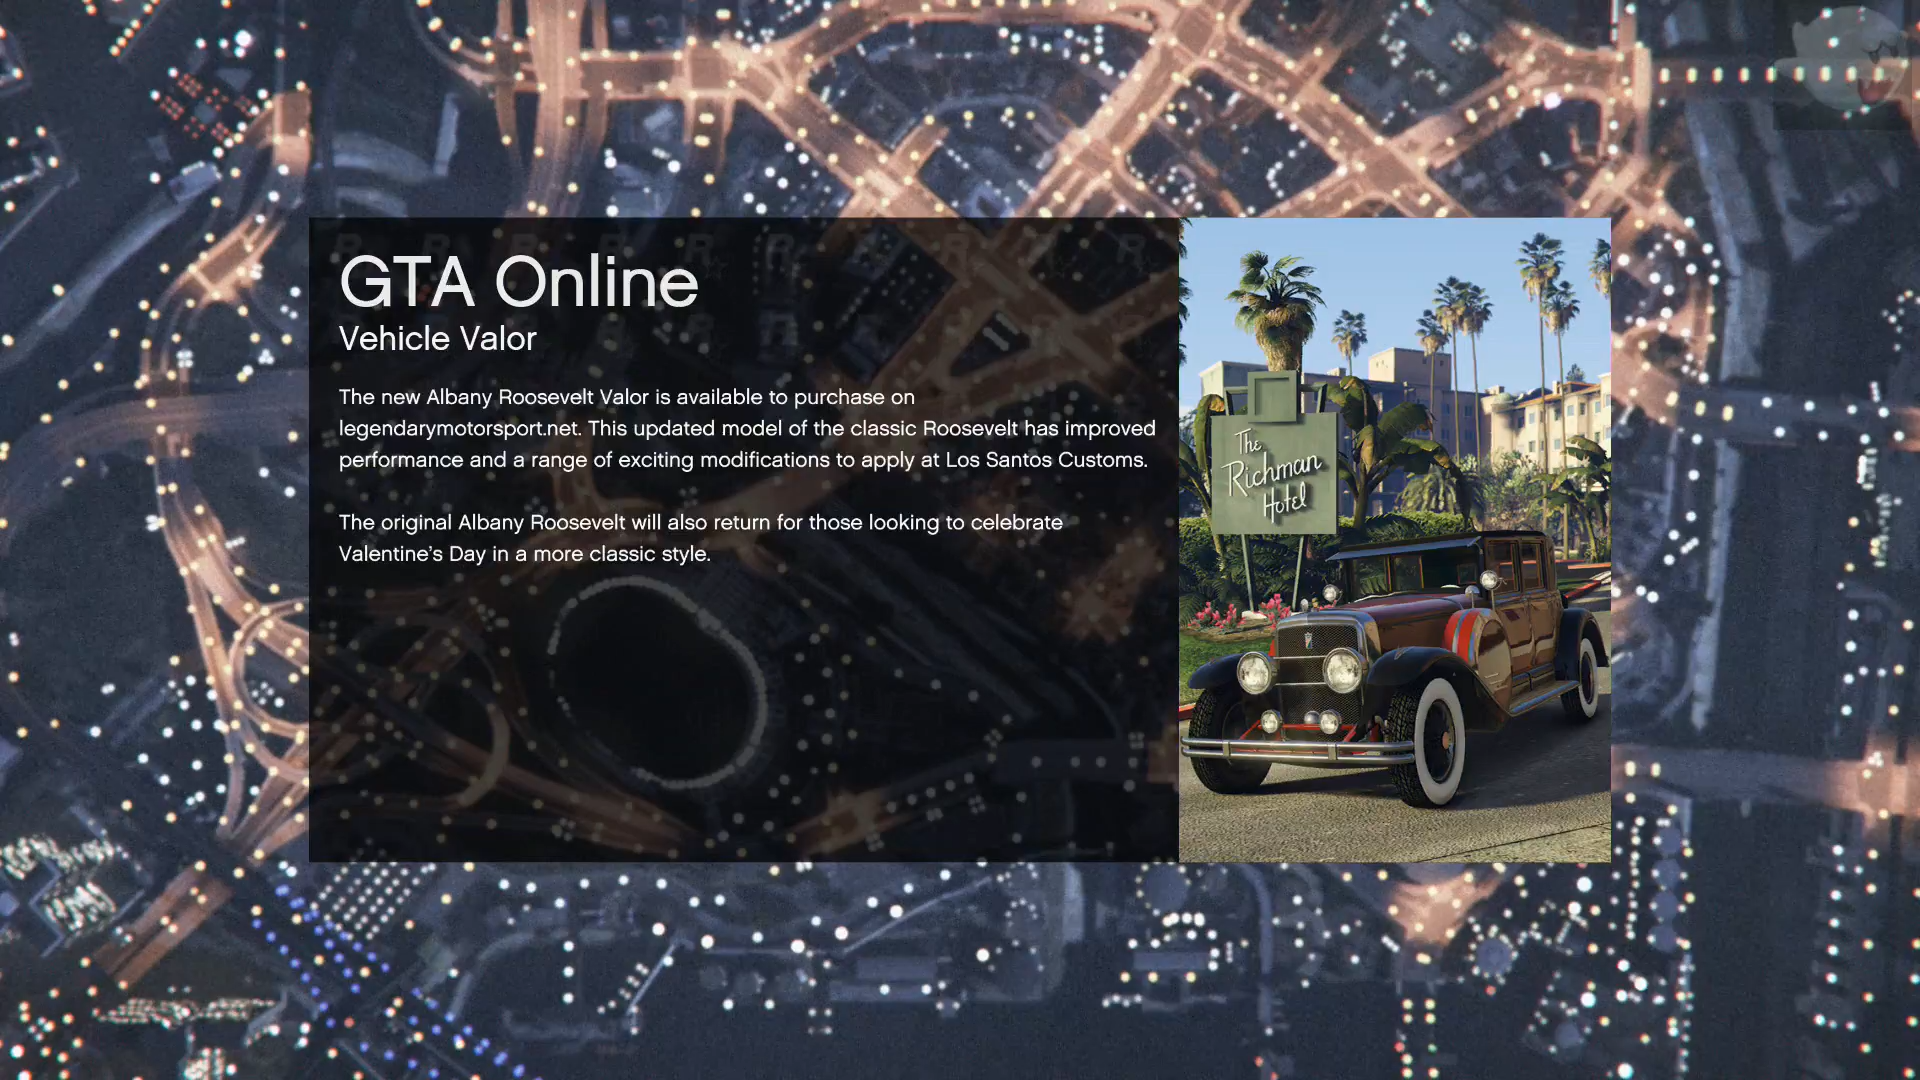 GTA Online
Vehicle Valor
The new Albany Roosevelt Valor is available to purchase on
legendarymotorsport.net. This updated model of the classic Roosevelt has improved
performance and a range of exciting modifications to apply at Los Santos Customs.
The original Albany Roosevelt will also return for those looking to celebrate
Valentine’s Day in a more classic style.
The
Richman
Hotel